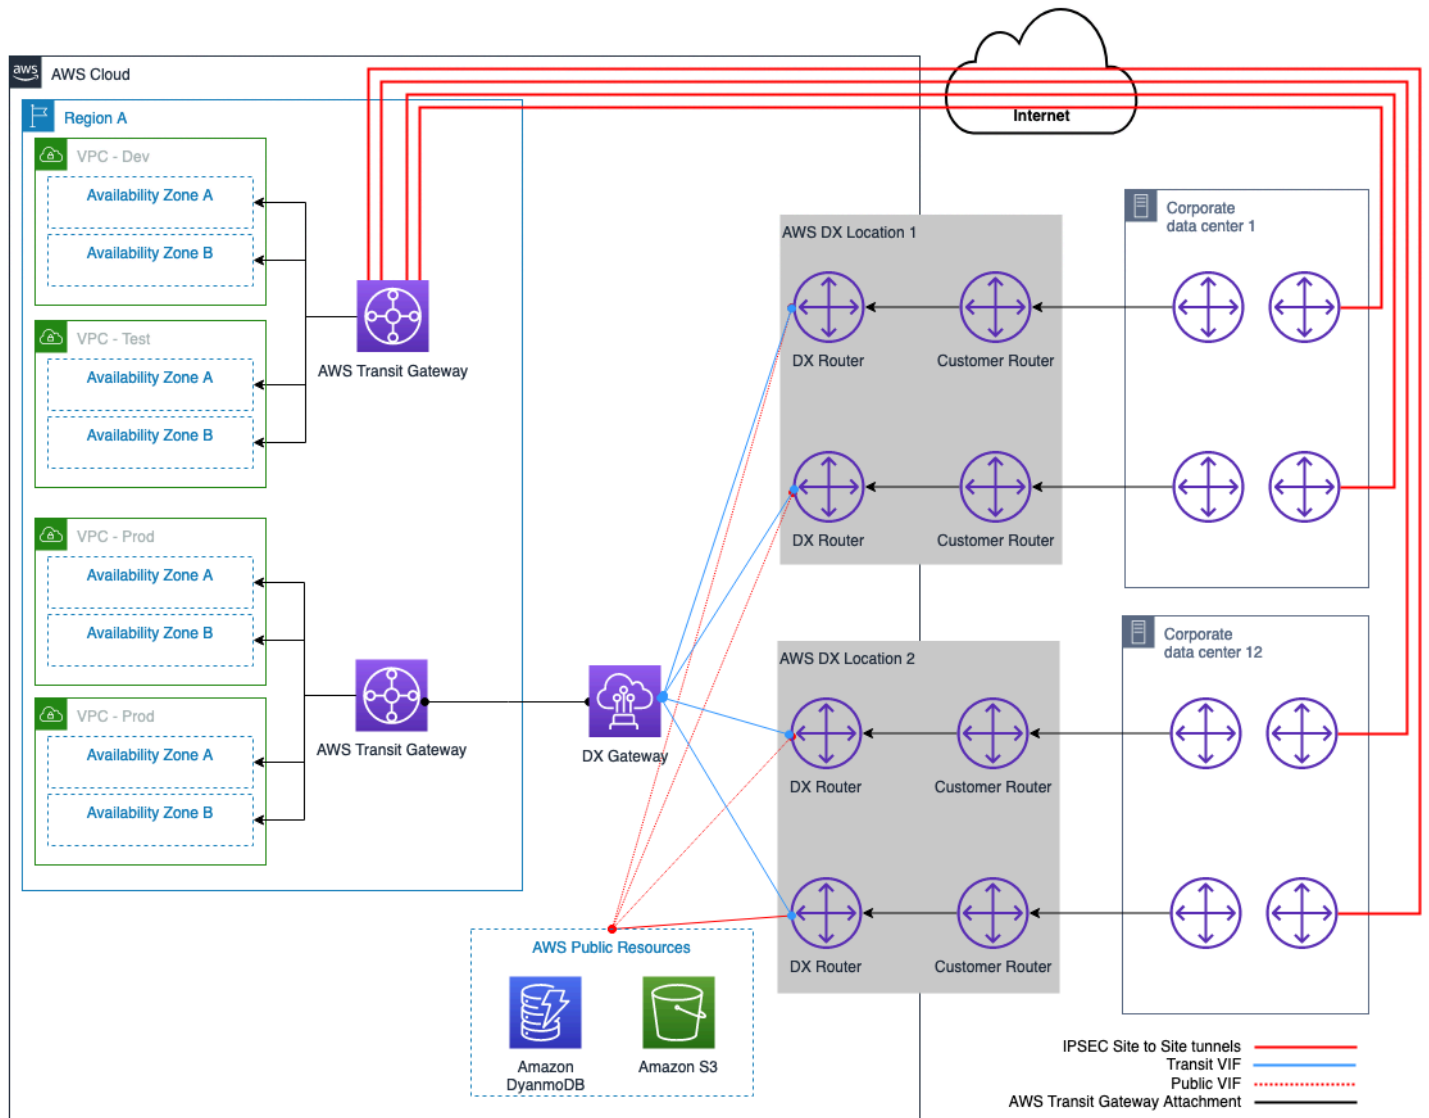 aws
AWS Cloud
Internet
Region A
VPC - Dev
Availability Zone A
Availability Zone B
AWS Transit Gateway
VPC - Test
Availability Zone A
Availability Zone B
VPC - Prod
Availability Zone A
Availability Zone B
AWS Transit Gateway
VPC - Prod
Availability Zone A
Availability Zone B
DX Gateway
AWS Public Resources
Amazon
DyanmoDB
Amazon S3
AWS DX Location 1
DX Router
Customer Router
DX Router
Customer Router
AWS DX Location 2
DX Router
Customer Router
DX Router
Customer Router
Corporate
data center 1
Corporate
data center 12
IPSEC Site to Site tunnels
Transit VIF
Public VIF
AWS Transit Gateway Attachment